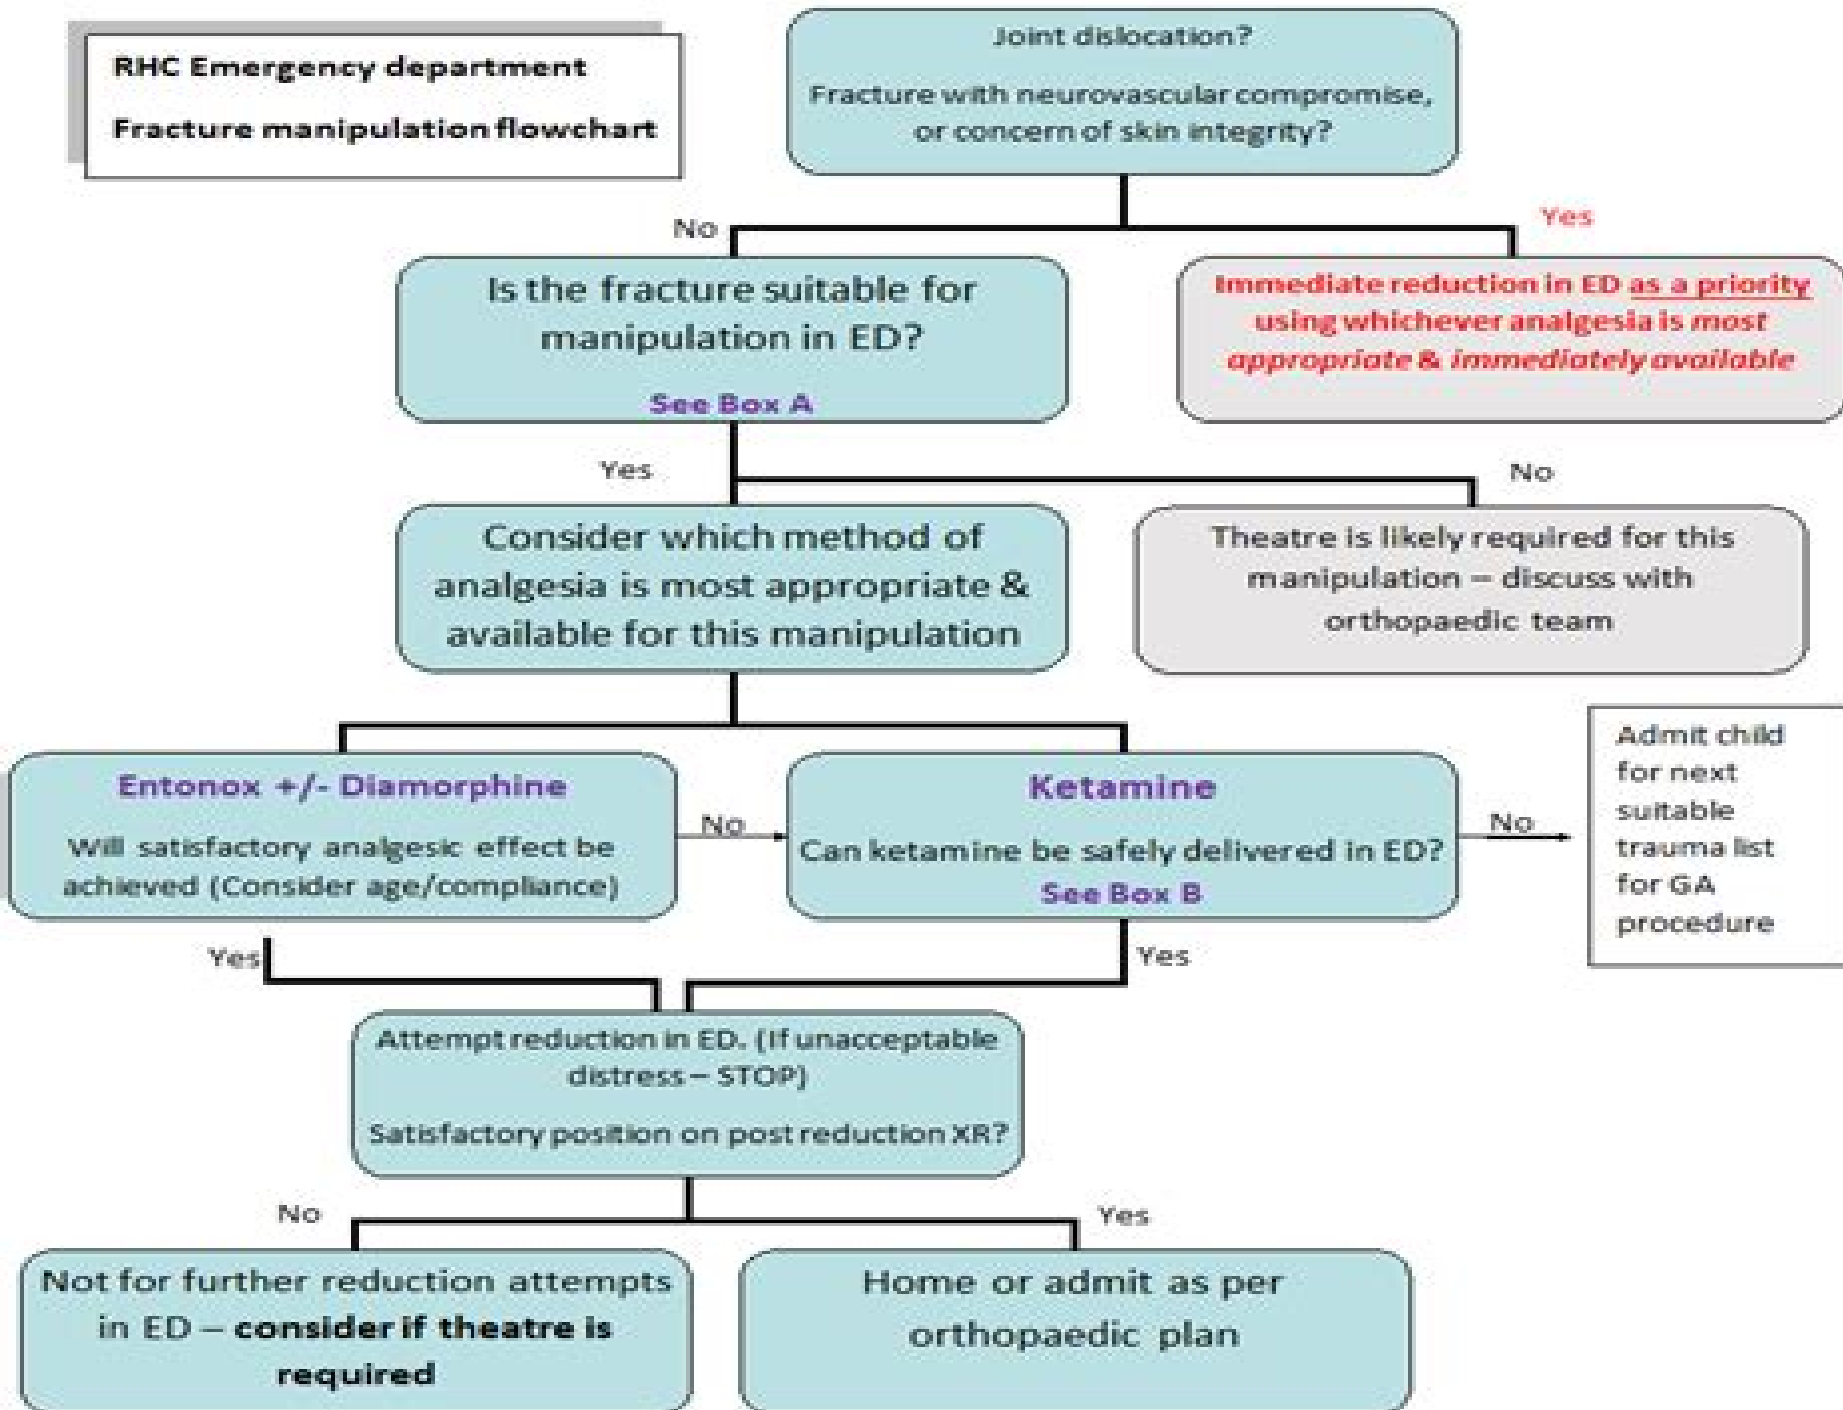 RHC Emergency department
Fracture manipulation flowchart
Joint dislocation?
Fracture with neurovascular compromise,
or concern of skin integrity?
No
Yes
Is the fracture suitable for
manipulation in ED?
See Box A
Immediate reduction in ED as a priority
using whichever analgesia is most
appropriate & immediately available
Yes
No
Consider which method of
analgesia is most appropriate &
available for this manipulation
Theatre is likely required for this
manipulation – discuss with
orthopaedic team
Entonox +/- Diamorphine
Will satisfactory analgesic effect be
achieved (Consider age/compliance)
No
Ketamine
Can ketamine be safely delivered in ED?
See Box B
No
Admit child
for next
suitable
trauma list
for GA
procedure
Yes
Yes
Attempt reduction in ED. (If unacceptable
distress – STOP)
Satisfactory position on post reduction XR?
No
Yes
Not for further reduction attempts
in ED – consider if theatre is
required
Home or admit as per
orthopaedic plan